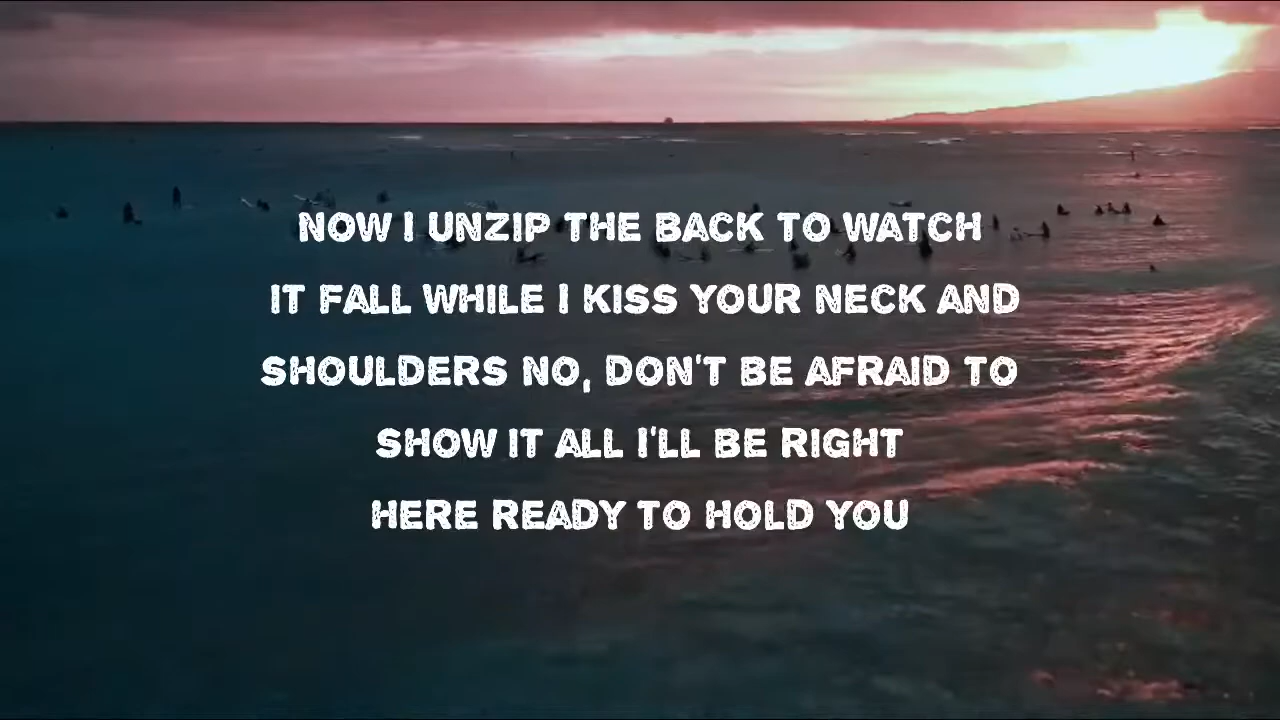 NOW I UNZIP THE BACK TO WATCH
IT FALL WHILE I KISS YOUR NECK AND
SHOULDERS NO, DON'T BE AFRAID TO
SHOW IT ALL I'LL BE RIGHT
HERE READY TO HOLD YOU